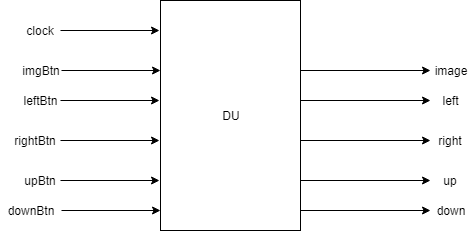 clock
imgBtn
image
leftBtn
left
DU
rightBtn
right
upBtn
up
downBtn
down